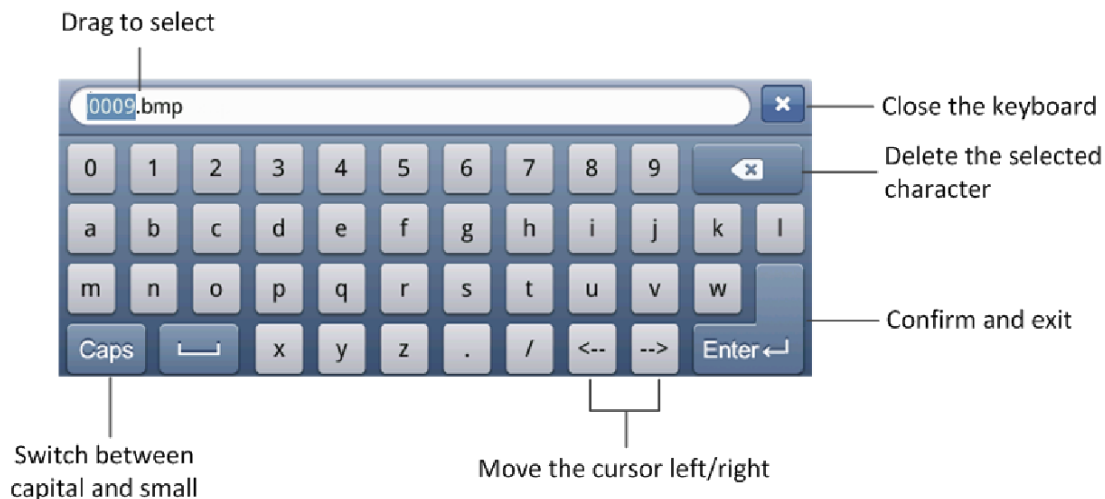 Drag to select
0009.bmp
Close the keyboard
0 1 2 3 4 5 6 7 8 9
Delete the selected
character
a b c d e f g h i j k l
m n o p q r s t u v w
Confirm and exit
Caps x y z . / <-- --> Enter
Switch between
capital and small
Move the cursor left/right